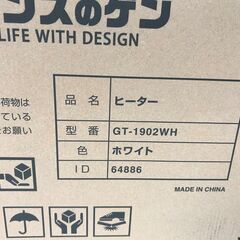 ンスのゲン
LIFE WITH DESIGN
荷物は
ている
お願い
品名 ヒーター
型番 GT-1902WH
色 ホワイト
ID 64886
MADE IN CHINA